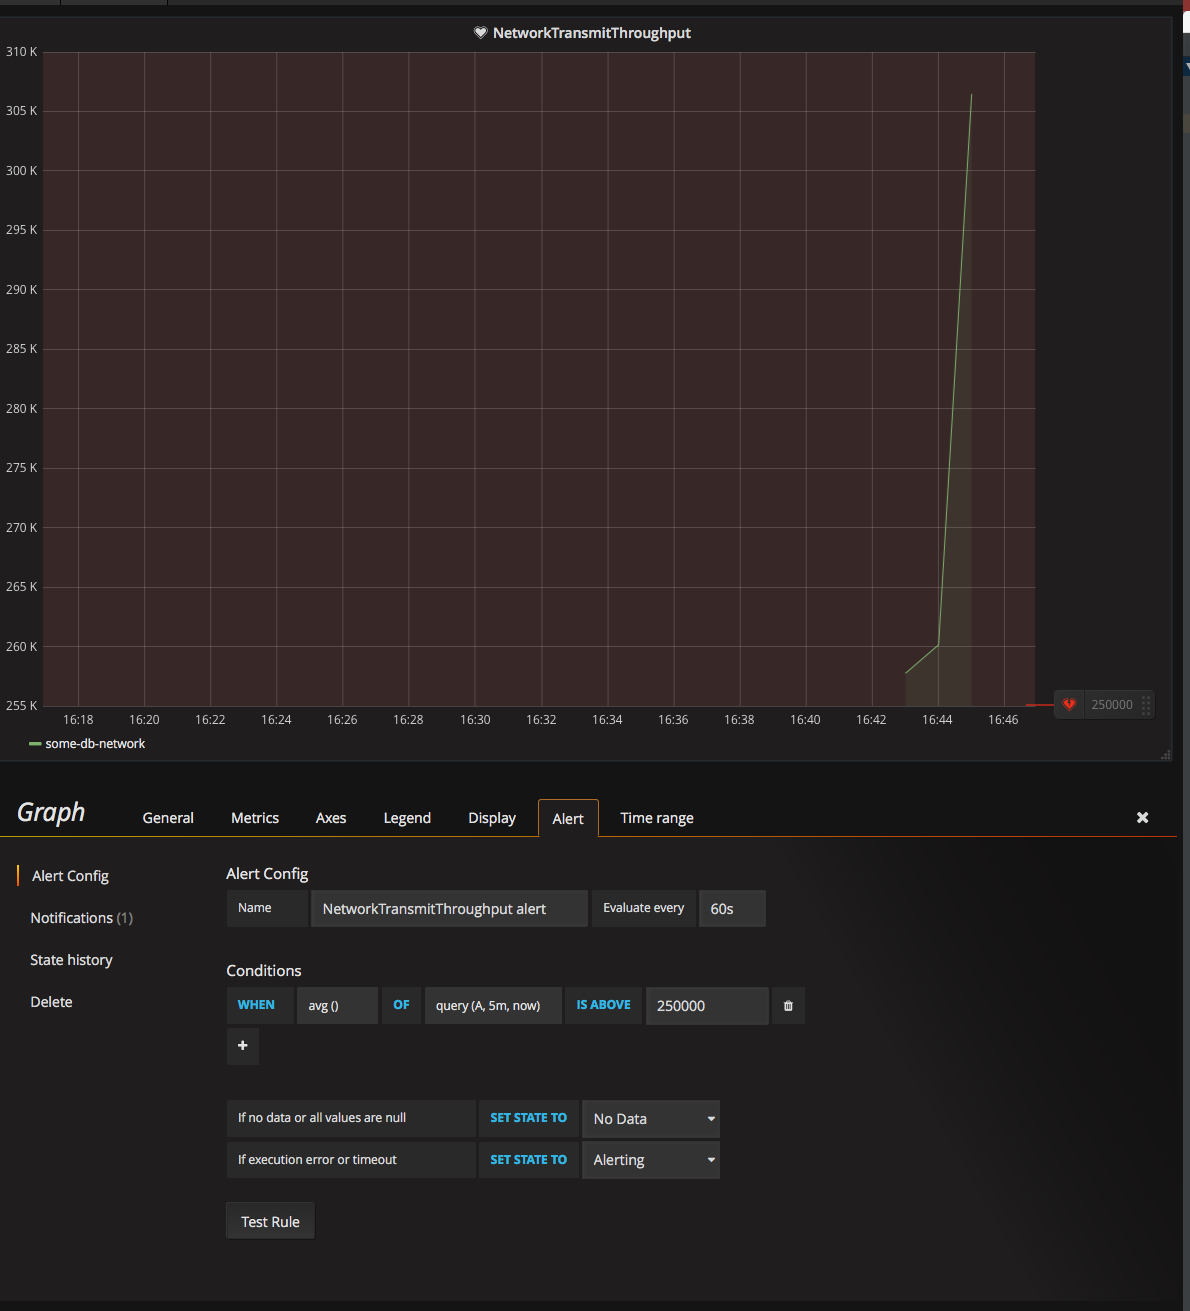 NetworkTransmitThroughput
310 K
305 K
300 K
295 K
290 K
285 K
280 K
275 K
270 K
265 K
260 K
255 K
250000
16:18 16:20 16:22 16:24 16:26 16:28 16:30 16:32 16:34 16:36 16:38 16:40 16:42 16:44 16:46
some-db-network
Graph General Metrics Axes Legend Display Alert Time range
Alert Config
Notifications (1)
State history
Delete
Alert Config
Name NetworkTransmitThroughput alert Evaluate every 60s
Conditions
WHEN avg () OF query (A, 5m, now) IS ABOVE 250000
+
If no data or all values are null SET STATE TO No Data
If execution error or timeout SET STATE TO Alerting
Test Rule